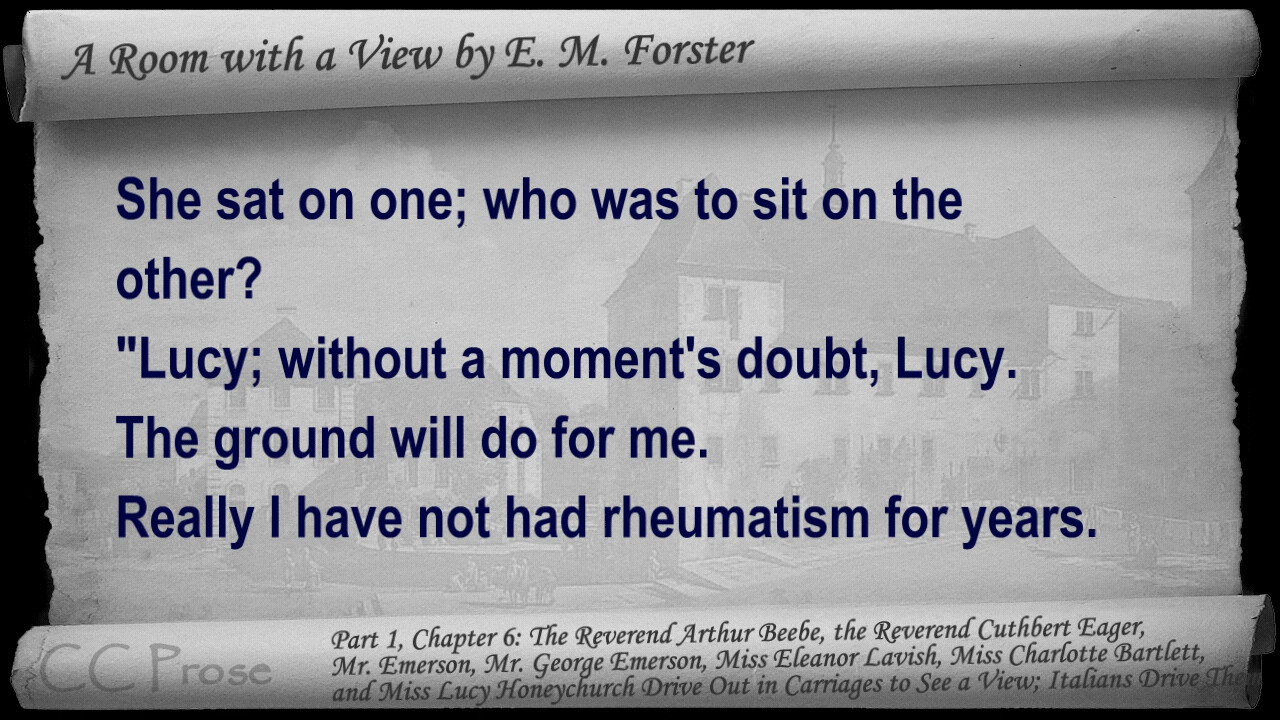 A Room with a View by E. M. Forster
She sat on one; who was to sit on the
other?
"Lucy; without a moment's doubt, Lucy.
The ground will do for me.
Really I have not had rheumatism for years.
CC Prose
Part 1, Chapter 6: The Reverend Arthur Beebe, the Reverend Cuthbert Eager,
Mr. Emerson, Mr. George Emerson, Miss Eleanor Lavish, Miss Charlotte Bartlett,
and Miss Lucy Honeychurch Drive Out in Carriages to See a View; Italians Drive